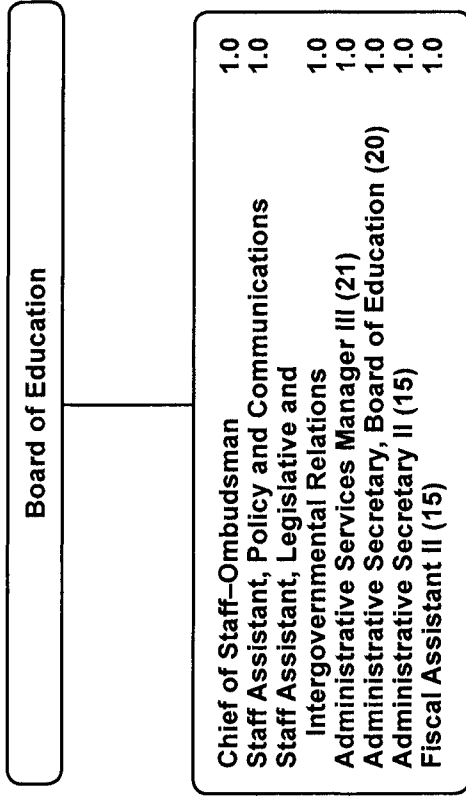 Board of Education
Chief of Staff–Ombudsman 1.0
Staff Assistant, Policy and Communications 1.0
Staff Assistant, Legislative and
Intergovernmental Relations 1.0
Administrative Services Manager III (21) 1.0
Administrative Secretary, Board of Education (20) 1.0
Administrative Secretary II (15) 1.0
Fiscal Assistant II (15) 1.0